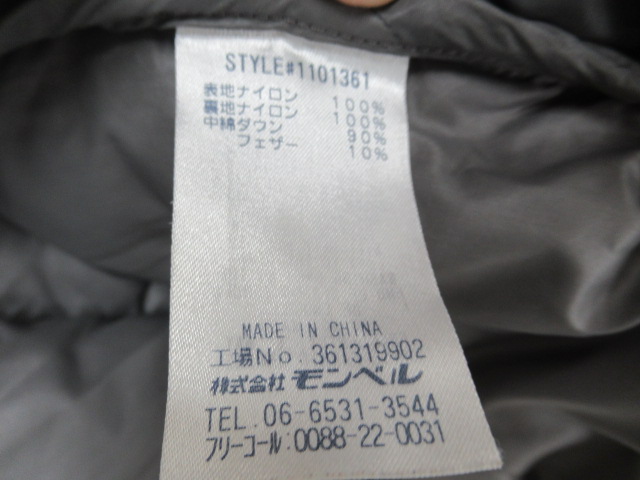 STYLE#1101361
表地ナイロン 100%
裏地ナイロン 100%
中綿ダウン 90%
フェザー 10%
MADE IN CHINA
工場No. 361319902
株式会社 モンベル
TEL. 06-6531-3544
フリーコール:0088-22-0031